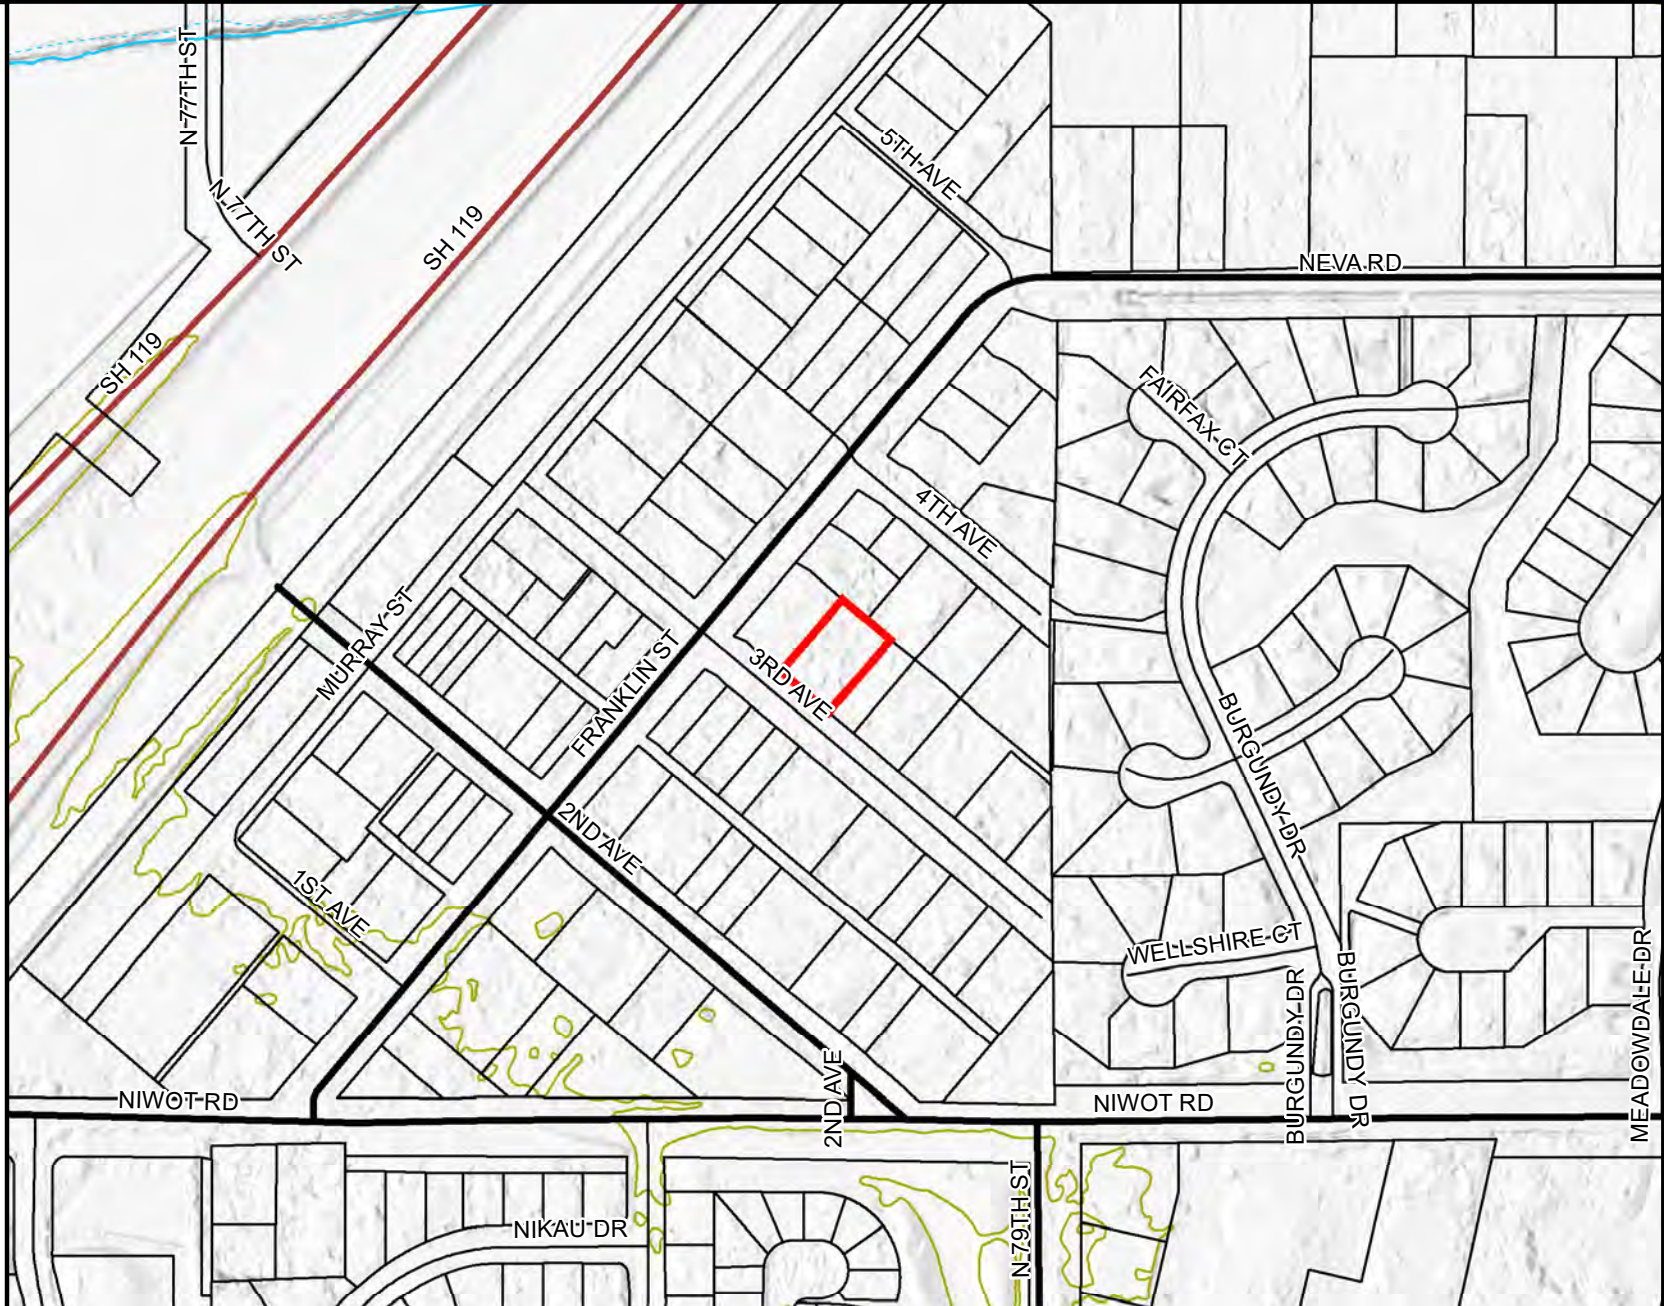 N 77TH ST
5TH AVE
N 77TH ST
SH 119
NEVA RD
SH 119
FAIRFAX CT
4TH AVE
MURRAY ST
FRANKLIN ST
3RD AVE
BURGUNDY DR
2ND AVE
1ST AVE
WELLSHIRE CT
MEADOWDALE DR
BURGUNDY DR
BURGUNDY DR
2ND AVE
NIWOT RD
NIWOT RD
N 79TH ST
NIKAU DR